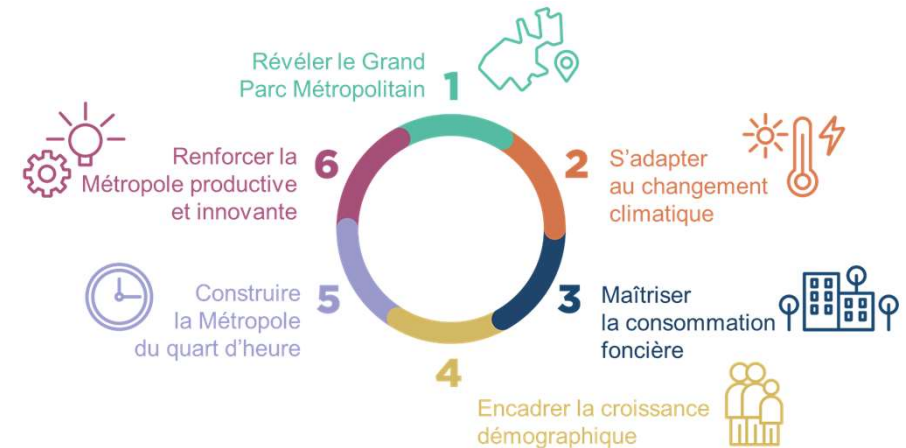 Révéler le Grand
Parc Métropolitain
1
2
S'adapter
au changement
climatique
3
Maîtriser
la consommation
foncière
4
Encadrer la croissance
démographique
5
Construire
la Métropole
du quart d'heure
6
Renforcer la
Métropole productive
et innovante